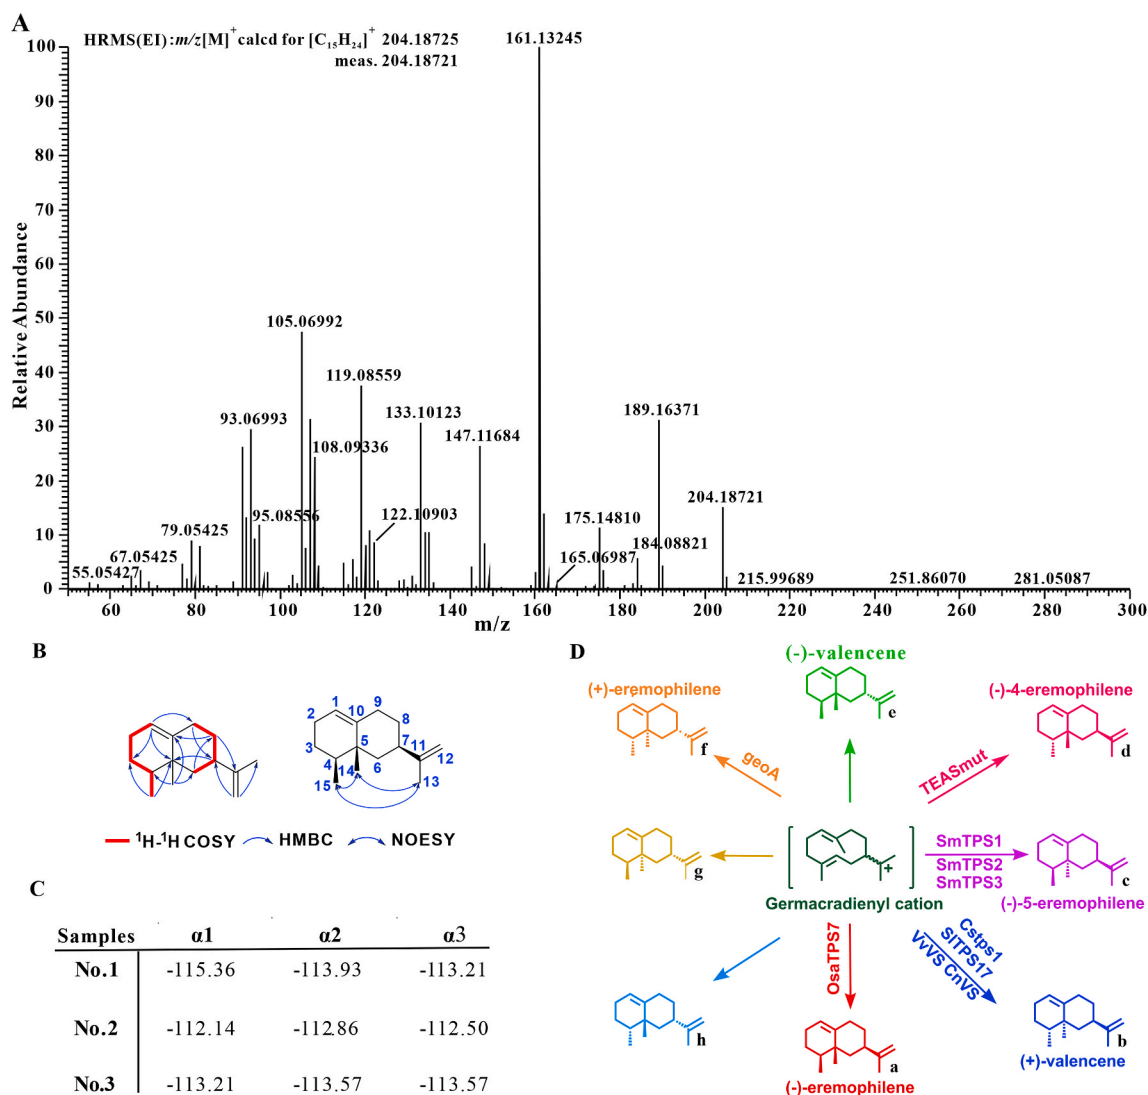 A
HRMS(EI):m/z[M]⁺calcd for [C₁₅H₂₄]⁺ 204.18725
meas. 204.18721
Relative Abundance
100
90
80
70
60
50
40
30
20
10
0
161.13245
105.06992
119.08559
133.10123
93.06993
147.11684
108.09336
189.16371
204.18721
95.08556
122.10903
79.05425
175.14810
184.08821
67.05425
165.06987
55.05427
215.99689
251.86070
281.05087
60
80
100
120
140
160
180
200
220
240
260
280
300
m/z
B
1
2
3
4
5
6
7
8
9
10
11
12
13
14
15
¹H-¹H COSY
HMBC
NOESY
C
Samples α1 α2 α3
No.1 -115.36 -113.93 -113.21
No.2 -112.14 -112.86 -112.50
No.3 -113.21 -113.57 -113.57
D
(-)-valencene
e
(+)-eremophilene
f
geoA
(-)-4-eremophilene
d
TEASmut
g
Germacradienyl cation
+
SmTPS1
SmTPS2
SmTPS3
c
(-)-5-eremophilene
h
OsaTPS7
a
(-)-eremophilene
Cstps1
SlTPS17
VvVS CnVS
b
(+)-valencene